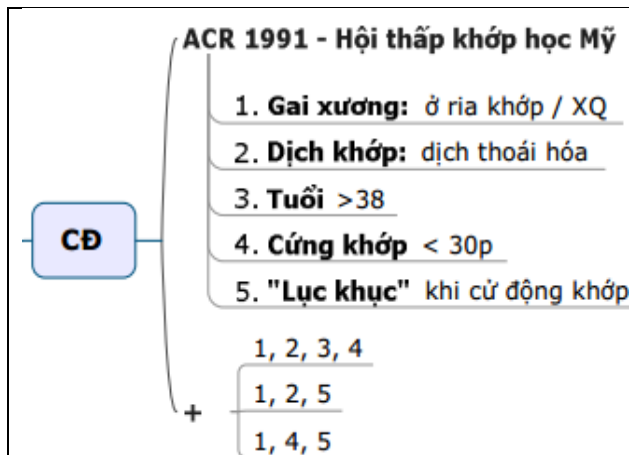 ACR 1991 - Hội thấp khớp học Mỹ
1. Gai xương: ở rìa khớp / XQ
2. Dịch khớp: dịch thoái hóa
3. Tuổi >38
4. Cứng khớp < 30p
5. "Lục khục" khi cử động khớp
CĐ
+
1, 2, 3, 4
1, 2, 5
1, 4, 5